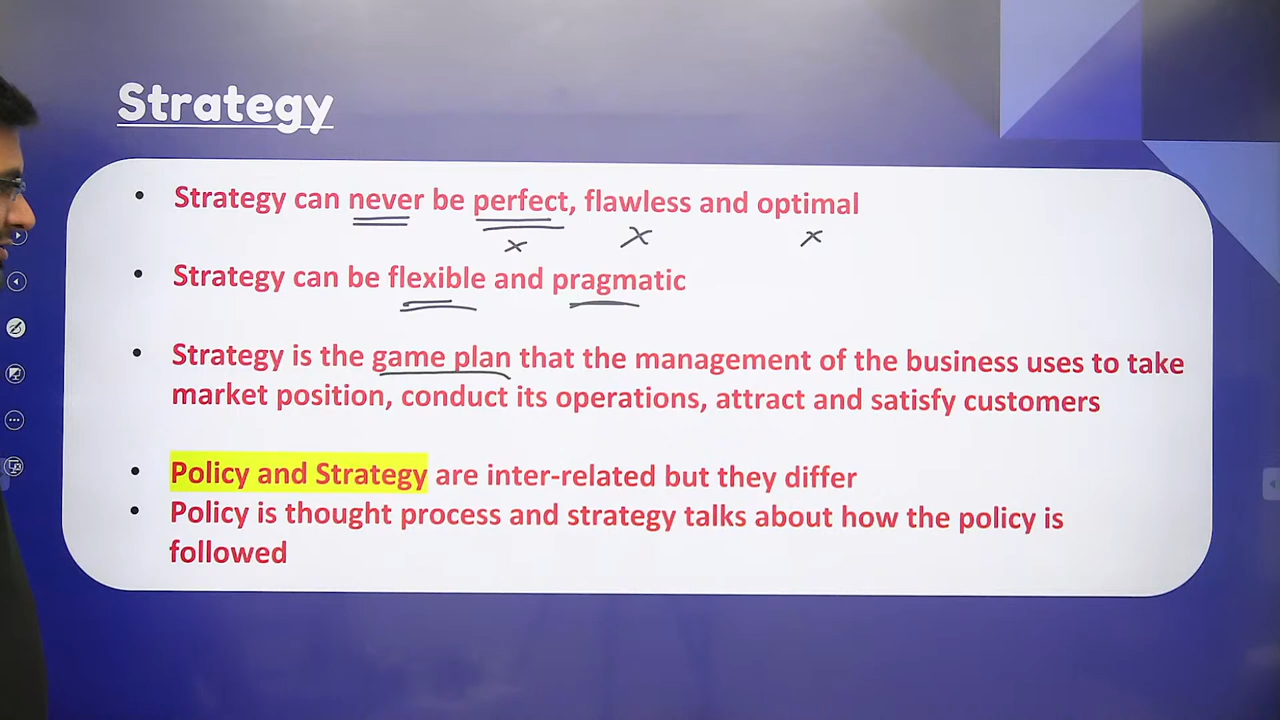 Strategy
• Strategy can never be perfect, flawless and optimal
x x x
• Strategy can be flexible and pragmatic
• Strategy is the game plan that the management of the business uses to take
market position, conduct its operations, attract and satisfy customers
• Policy and Strategy are inter-related but they differ
• Policy is thought process and strategy talks about how the policy is
followed